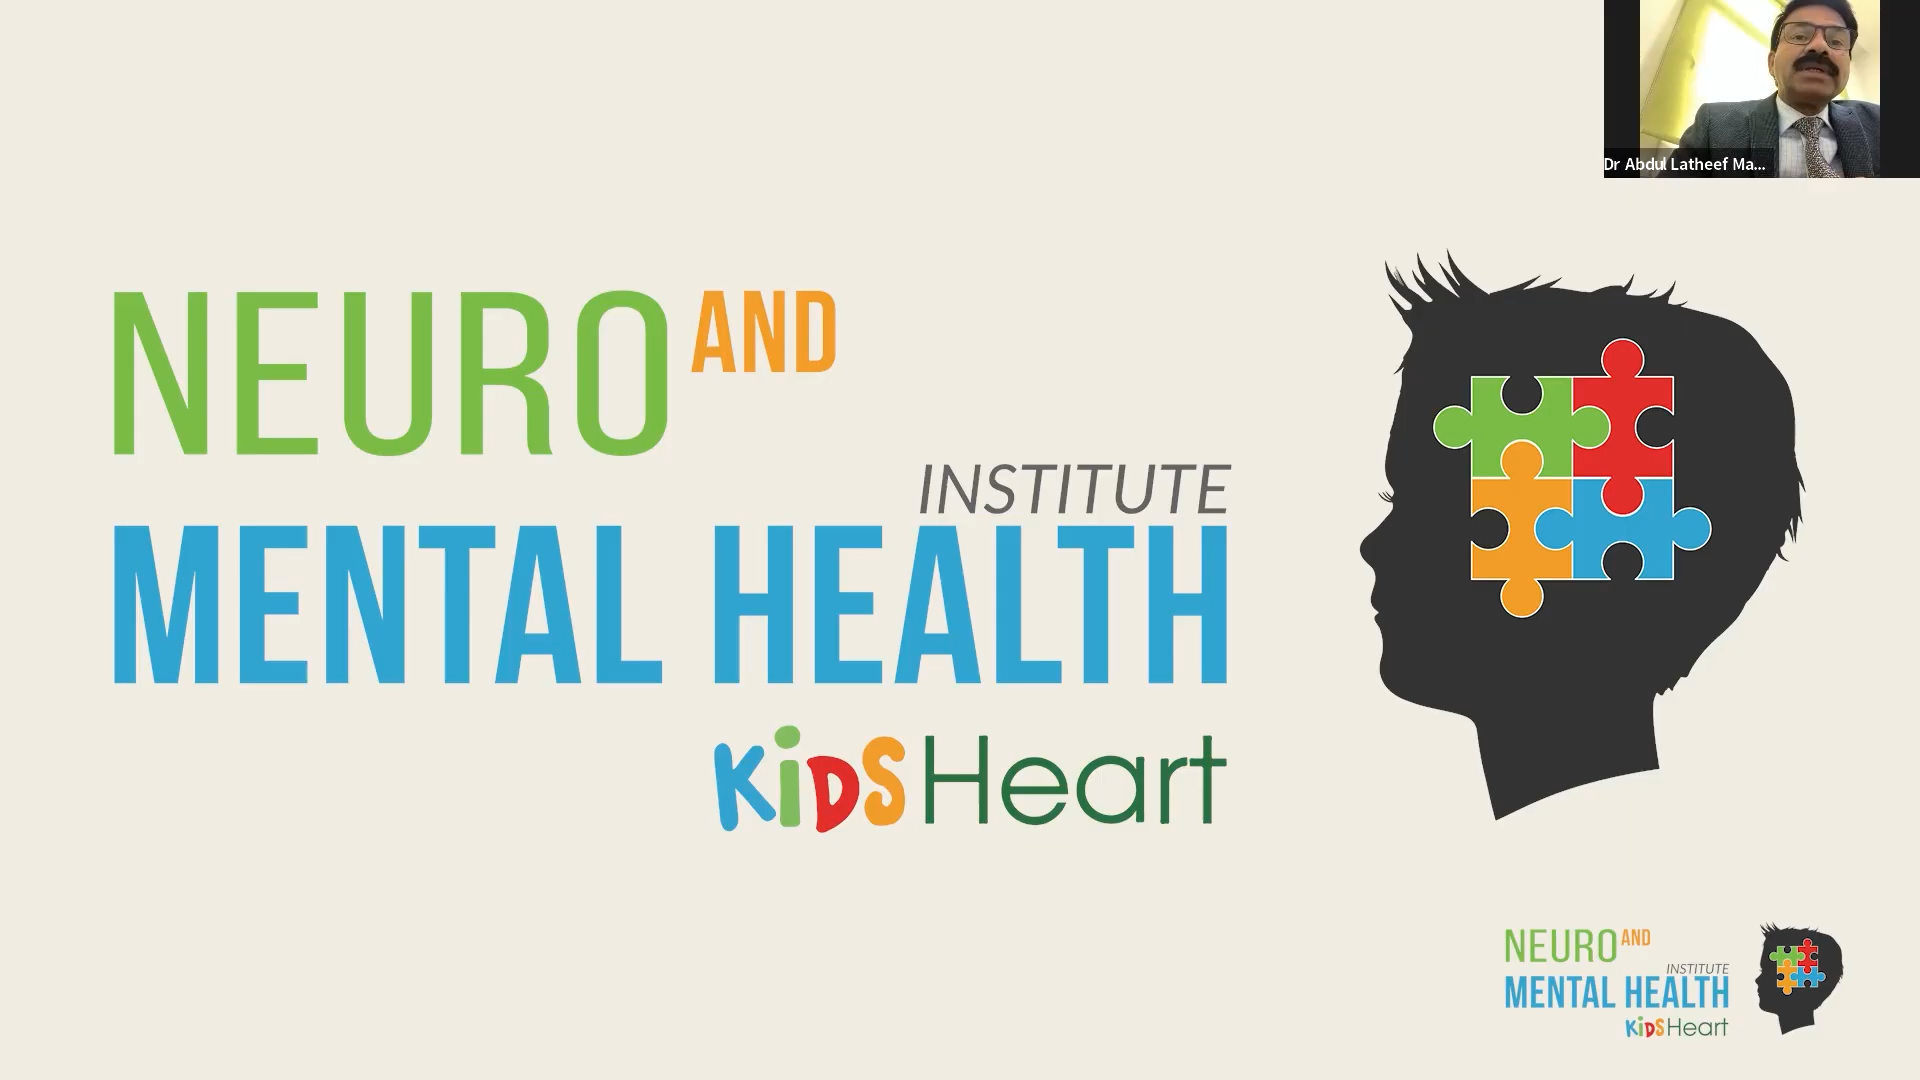 Dr Abdul Latheef Ma...
NEURO AND
INSTITUTE
MENTAL HEALTH
KiDS Heart
NEURO AND
INSTITUTE
MENTAL HEALTH
KiDS Heart